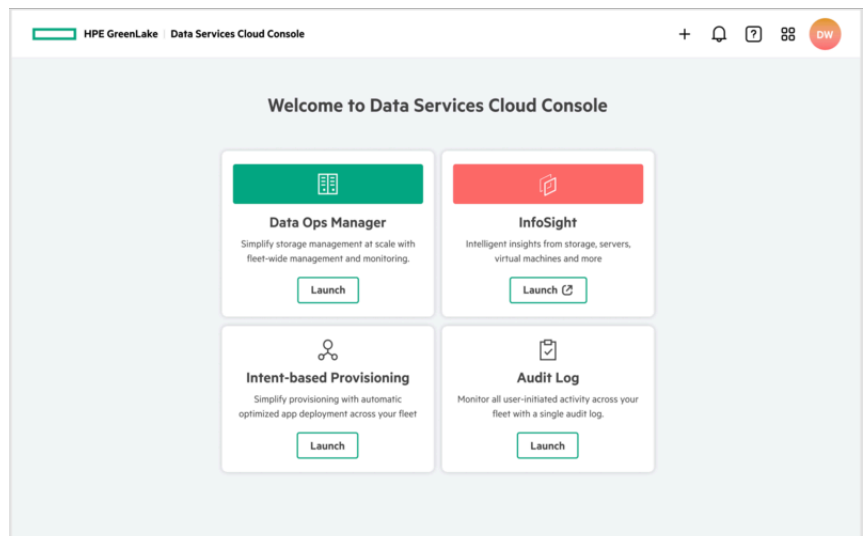 HPE GreenLake | Data Services Cloud Console
DW
Welcome to Data Services Cloud Console
Data Ops Manager
Simplify storage management at scale with
fleet-wide management and monitoring.
Launch
InfoSight
Intelligent insights from storage, servers,
virtual machines and more
Launch
Intent-based Provisioning
Simplify provisioning with automatic
optimized app deployment across your fleet
Launch
Audit Log
Monitor all user-initiated activity across your
fleet with a single audit log.
Launch